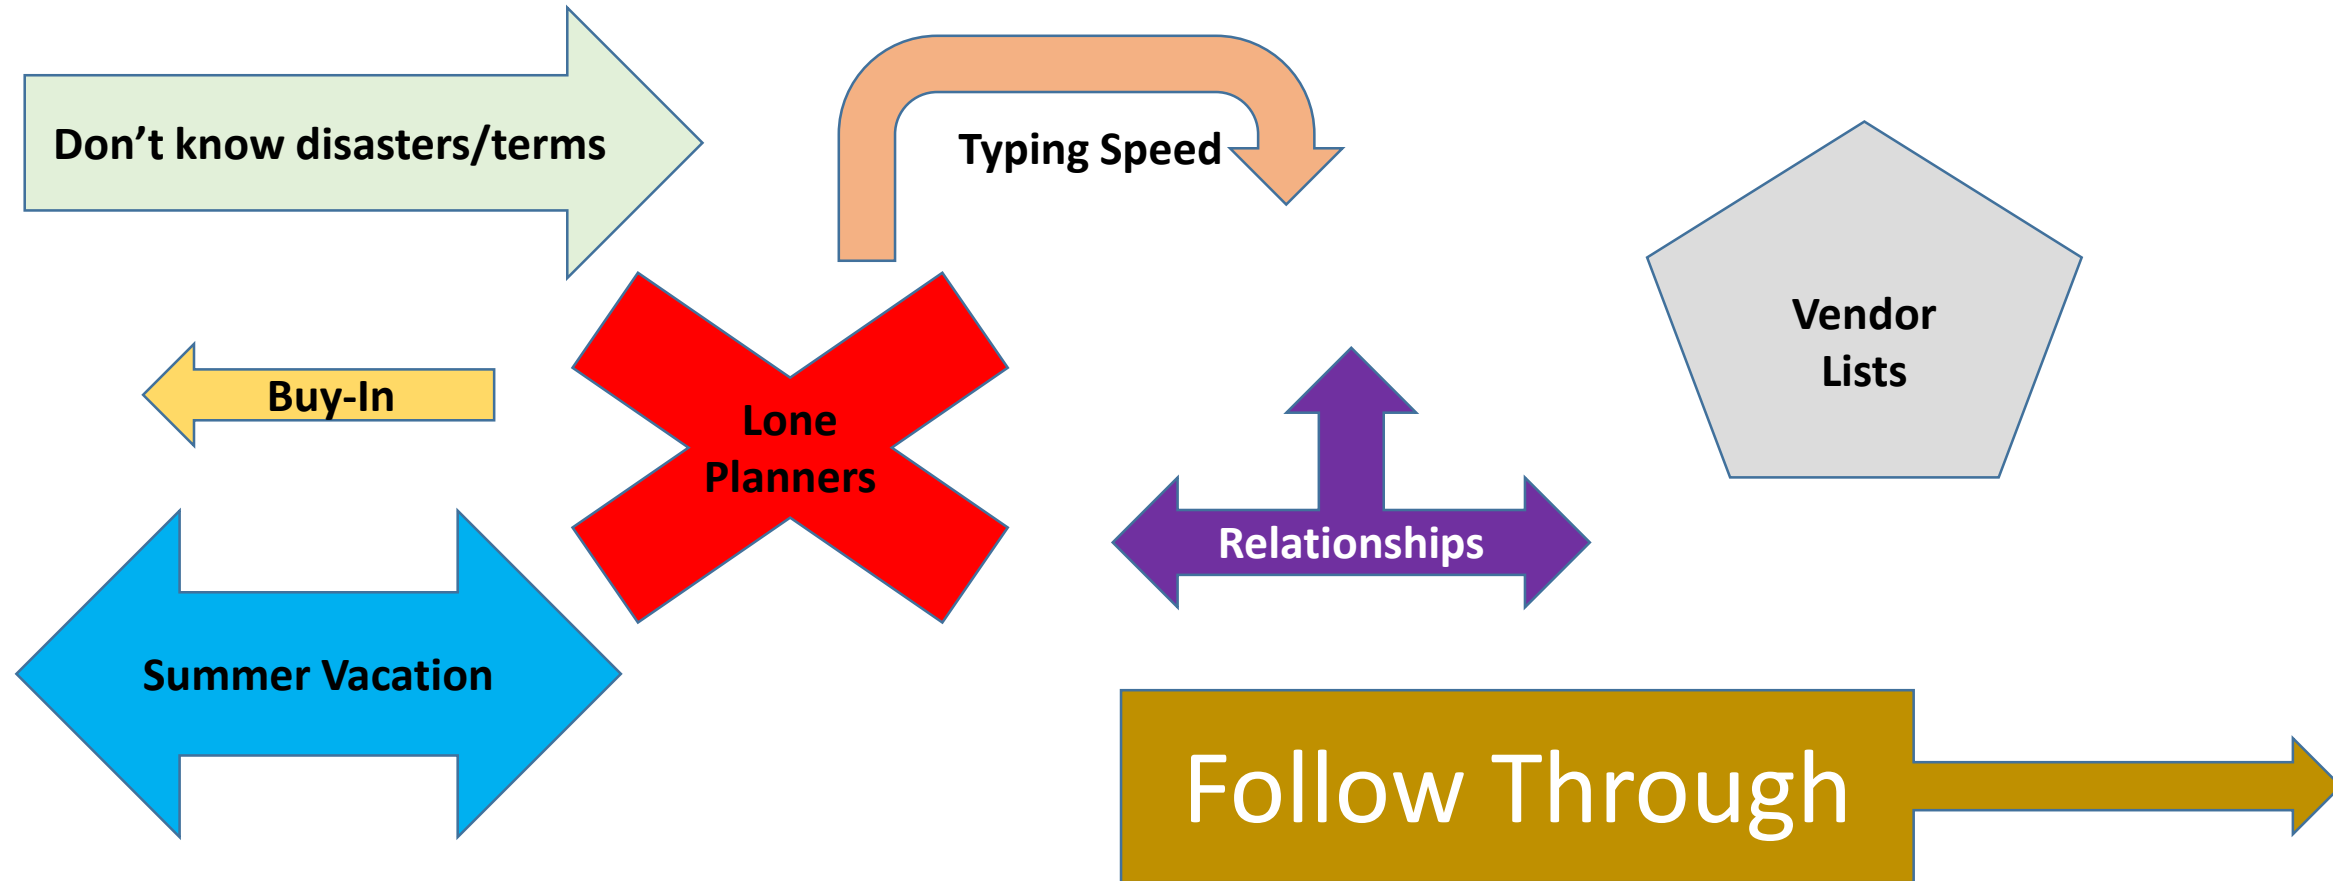 Don’t know disasters/terms
Typing Speed
Vendor
Lists
Buy-In
Lone
Planners
Relationships
Summer Vacation
Follow Through